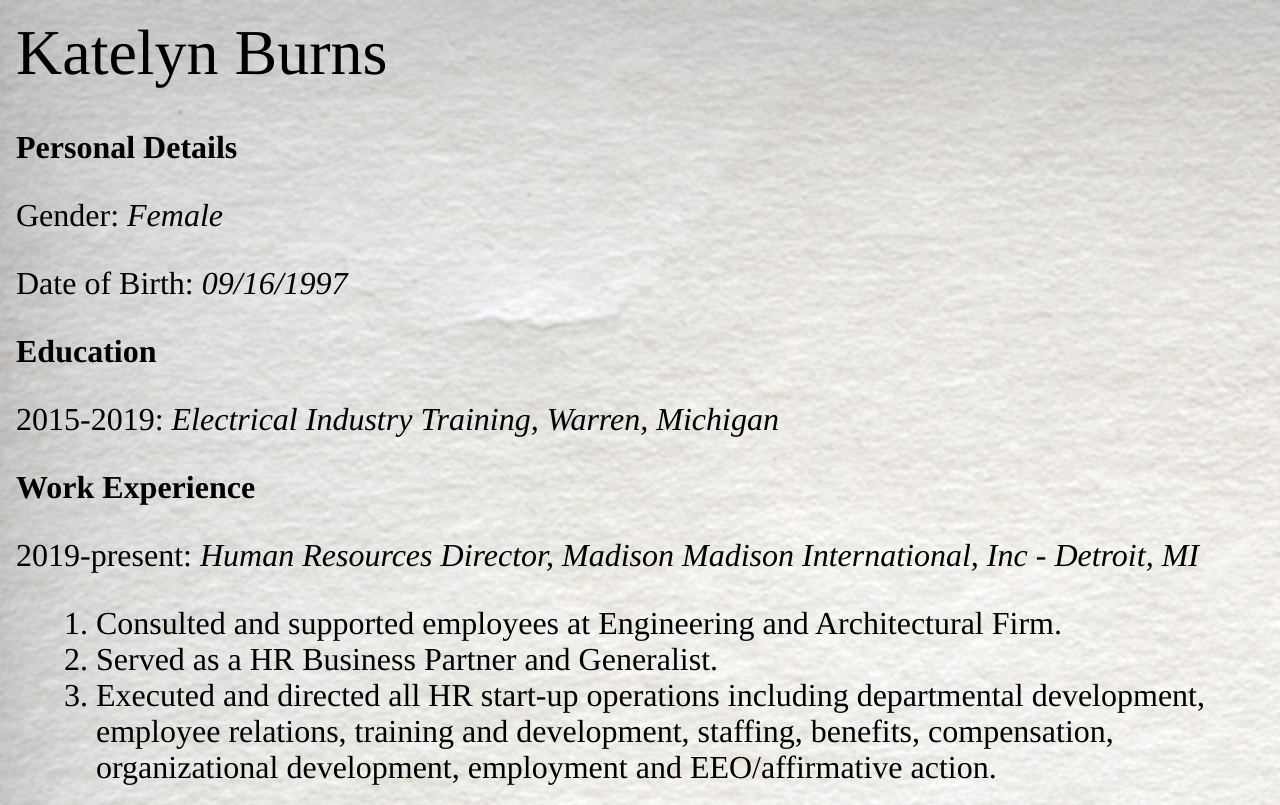 Katelyn Burns
Personal Details
Gender: Female
Date of Birth: 09/16/1997
Education
2015-2019: Electrical Industry Training, Warren, Michigan
Work Experience
2019-present: Human Resources Director, Madison Madison International, Inc - Detroit, MI
1. Consulted and supported employees at Engineering and Architectural Firm.
2. Served as a HR Business Partner and Generalist.
3. Executed and directed all HR start-up operations including departmental development,
employee relations, training and development, staffing, benefits, compensation,
organizational development, employment and EEO/affirmative action.